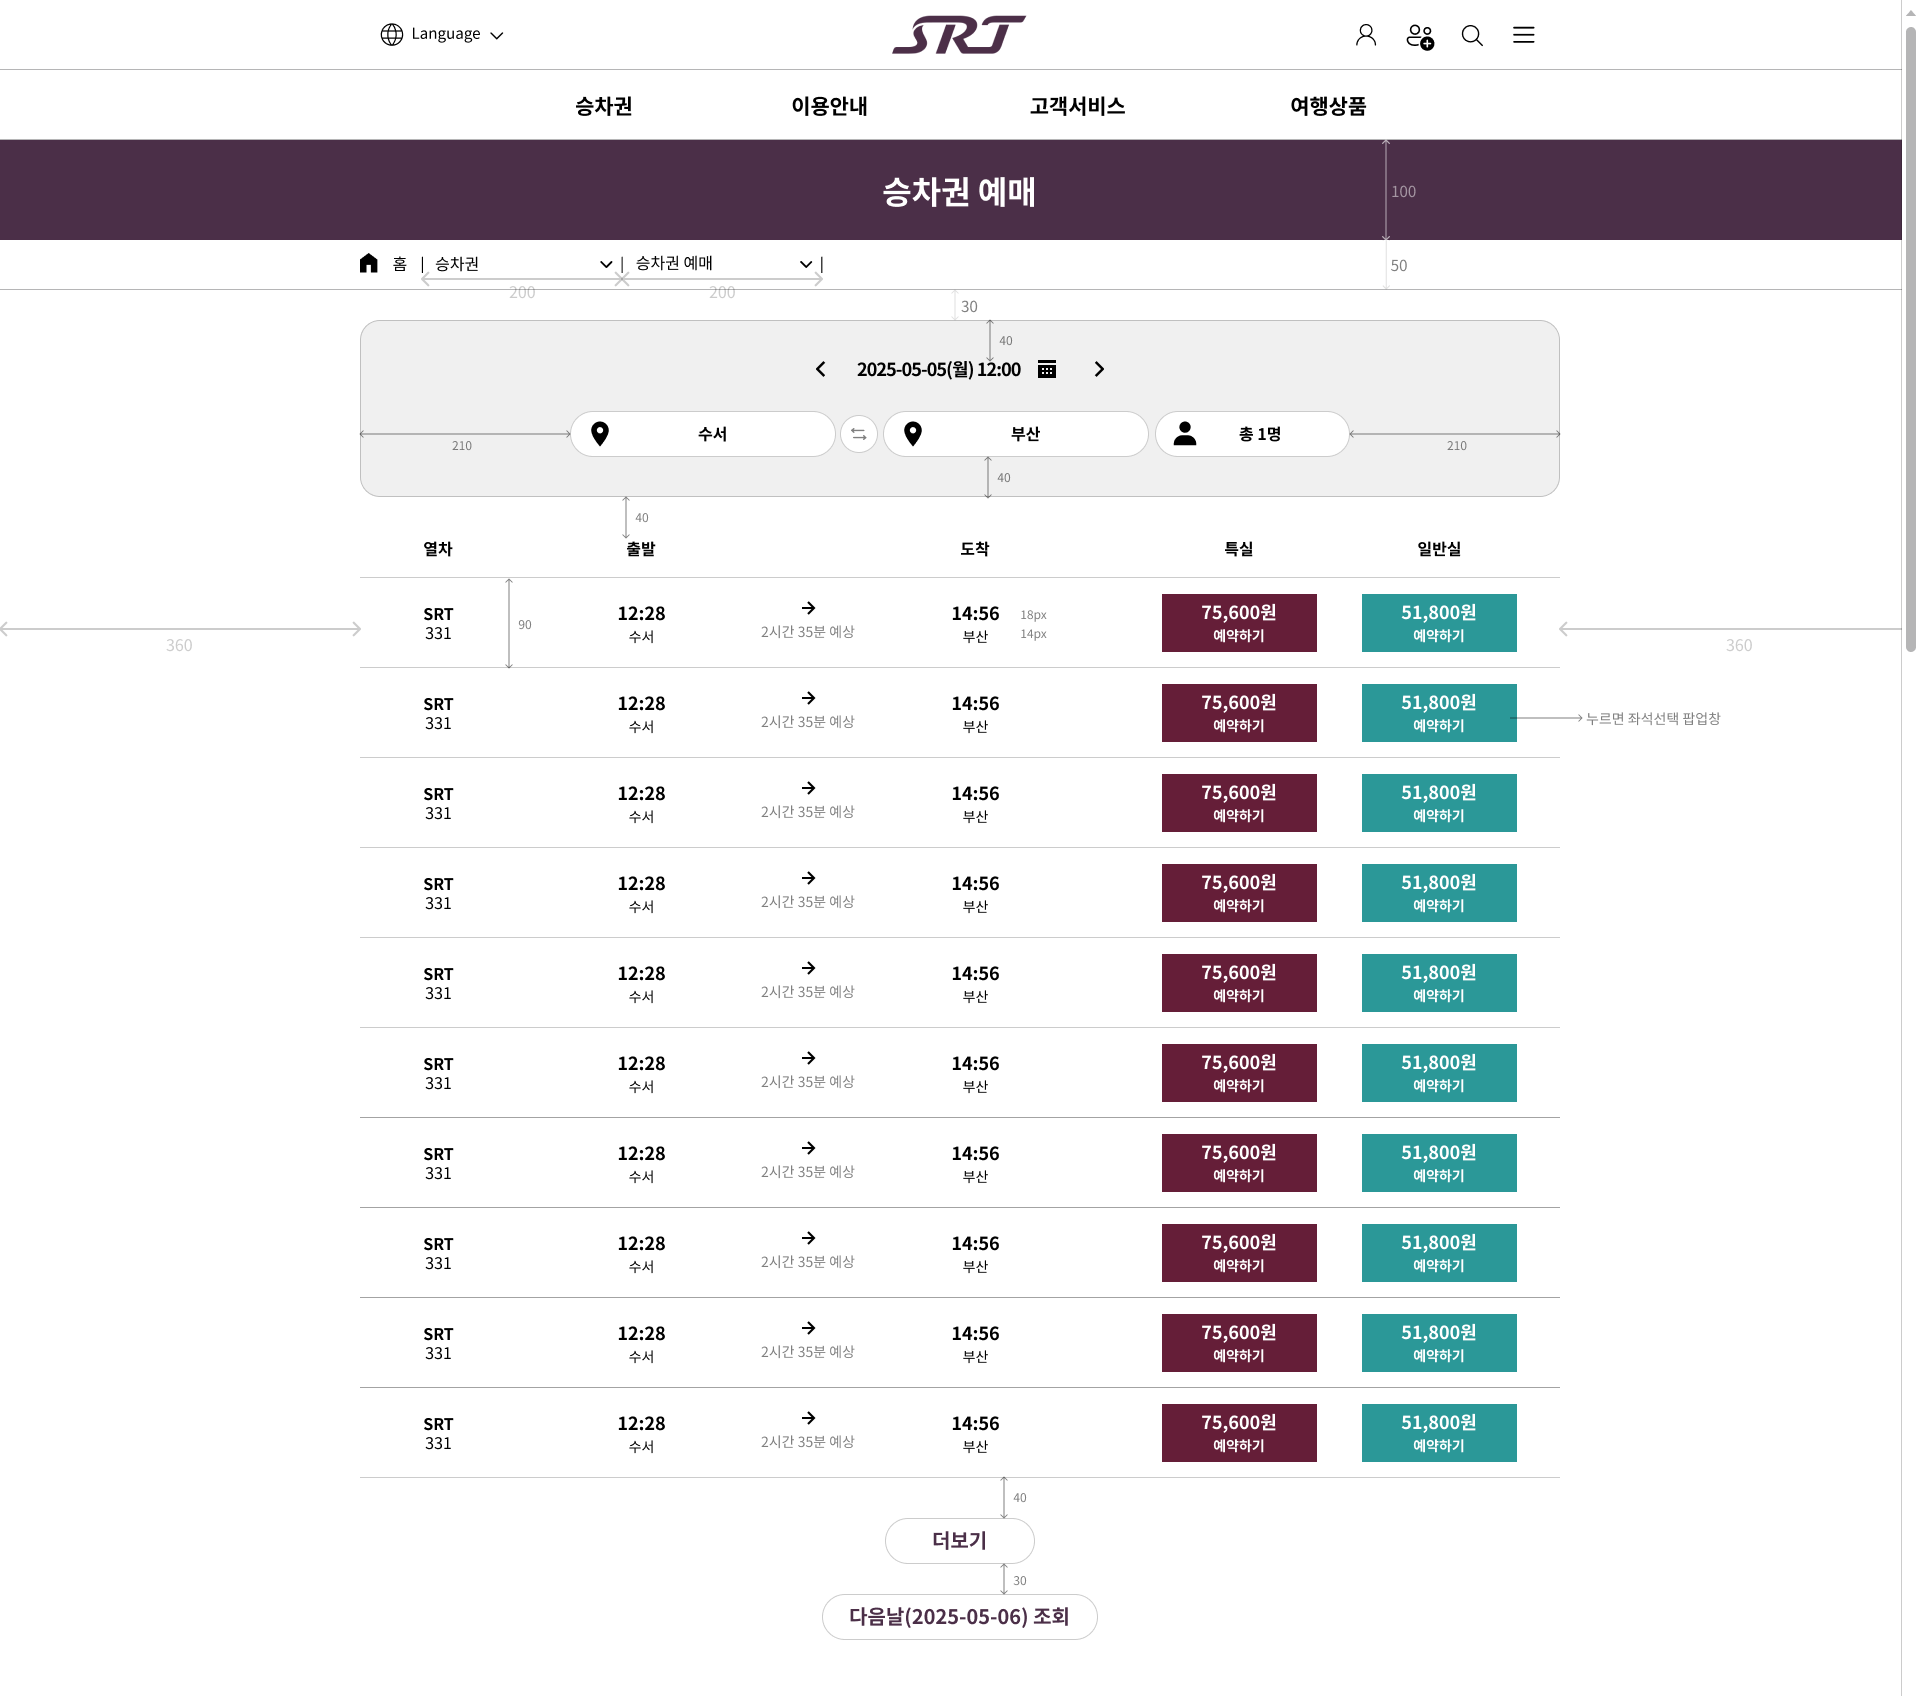 Language
SRT
승차권 이용안내 고객서비스 여행상품
승차권 예매
100
홈 | 승차권 | 승차권 예매 |
50
200 200
30
40
2025-05-05(월) 12:00
수서 부산 총 1명
210 210
40
40
열차 출발 도착 특실 일반실
SRT 12:28 14:56 18px 75,600원 51,800원
331 90 수서 2시간 35분 예상 부산 14px 예약하기 예약하기
360 360
SRT 12:28 14:56 75,600원 51,800원
331 수서 2시간 35분 예상 부산 예약하기 예약하기 누르면 좌석선택 팝업창
SRT 12:28 14:56 75,600원 51,800원
331 수서 2시간 35분 예상 부산 예약하기 예약하기
SRT 12:28 14:56 75,600원 51,800원
331 수서 2시간 35분 예상 부산 예약하기 예약하기
SRT 12:28 14:56 75,600원 51,800원
331 수서 2시간 35분 예상 부산 예약하기 예약하기
SRT 12:28 14:56 75,600원 51,800원
331 수서 2시간 35분 예상 부산 예약하기 예약하기
SRT 12:28 14:56 75,600원 51,800원
331 수서 2시간 35분 예상 부산 예약하기 예약하기
SRT 12:28 14:56 75,600원 51,800원
331 수서 2시간 35분 예상 부산 예약하기 예약하기
SRT 12:28 14:56 75,600원 51,800원
331 수서 2시간 35분 예상 부산 예약하기 예약하기
SRT 12:28 14:56 75,600원 51,800원
331 수서 2시간 35분 예상 부산 예약하기 예약하기
40
더보기
30
다음날(2025-05-06) 조회